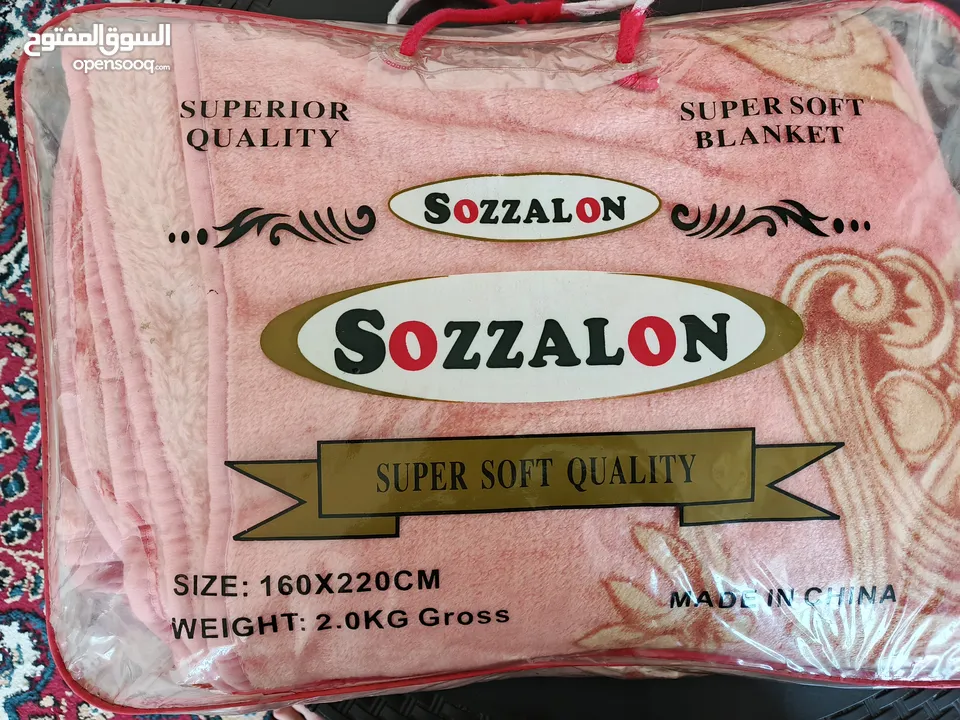 السوق المفتوح
opensooq.com
SUPERIOR
QUALITY
SUPER SOFT
BLANKET
SOZZALON
SOZZALON
SUPER SOFT QUALITY
SIZE: 160X220CM
WEIGHT: 2.0KG Gross
MADE IN CHINA